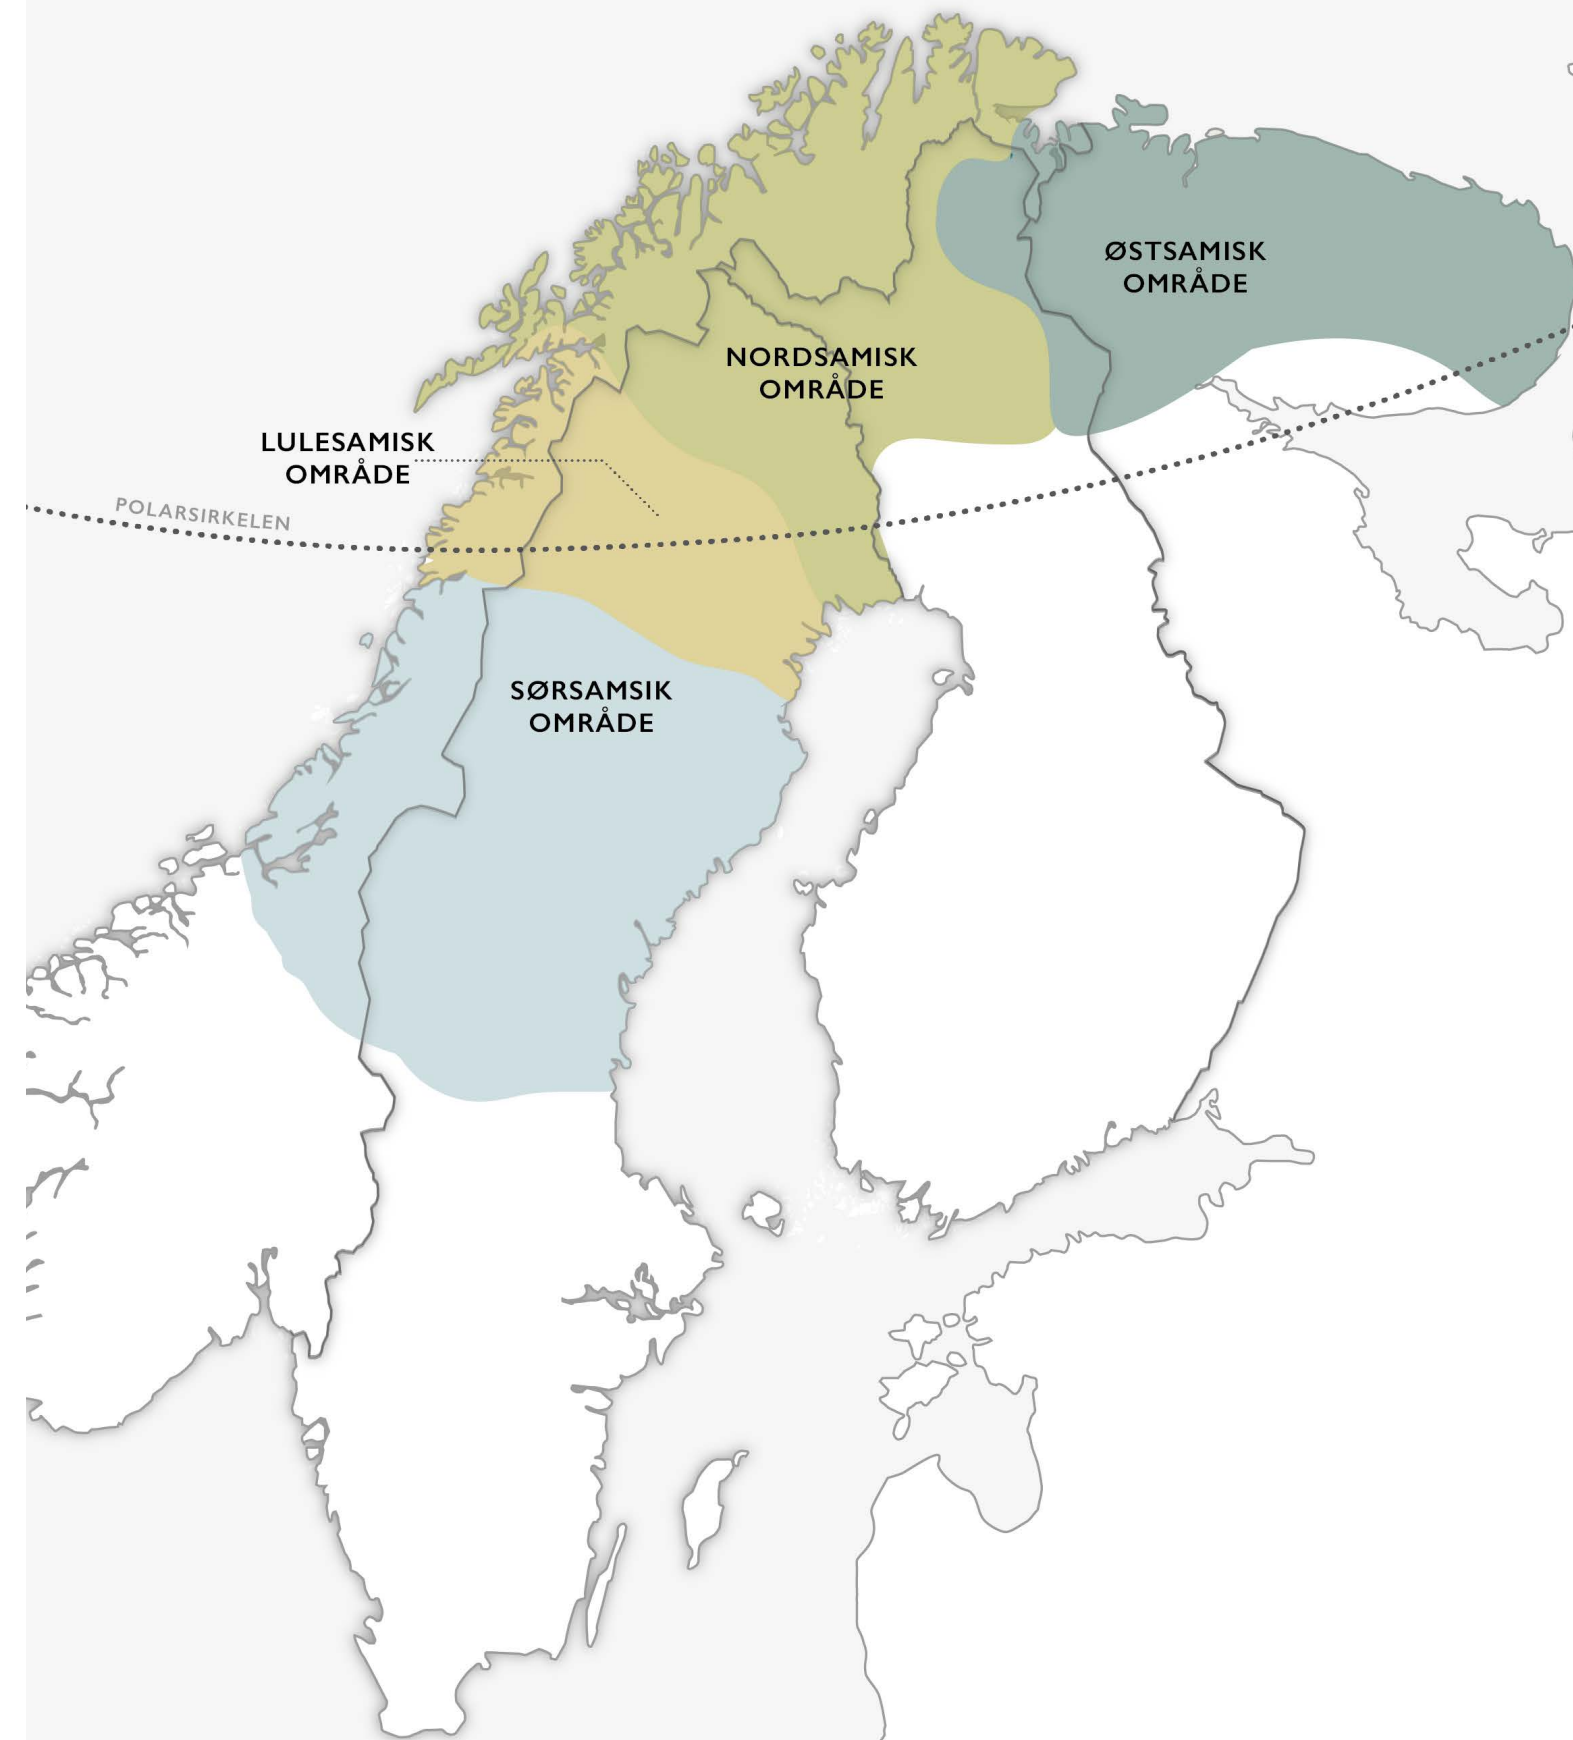 ØSTSAMISK
OMRÅDE
NORDSAMISK
OMRÅDE
LULESAMISK
OMRÅDE
POLARSIRKELEN
SØRSAMSIK
OMRÅDE